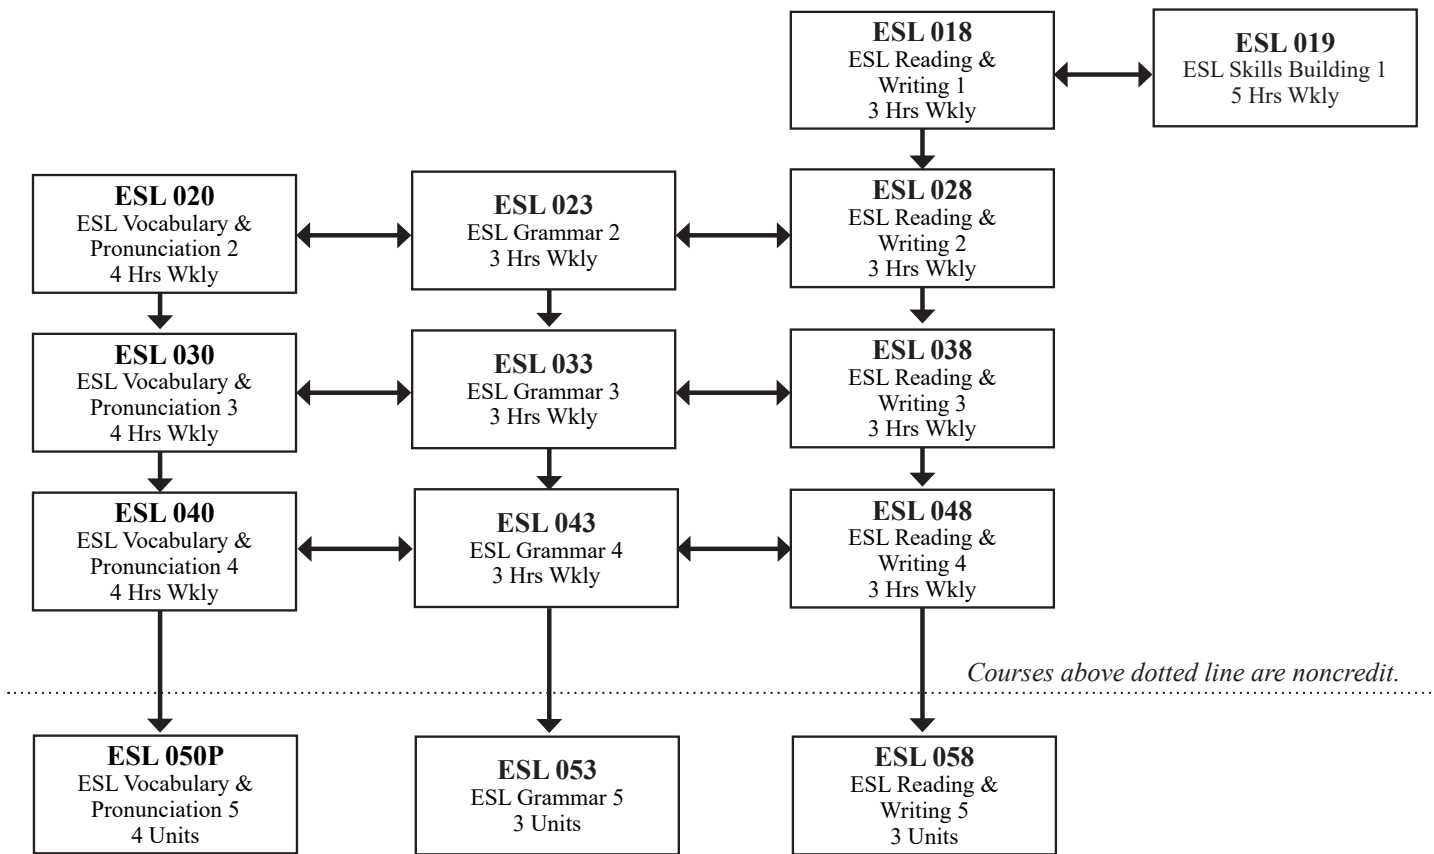 ESL 018
ESL Reading &
Writing 1
3 Hrs Wkly
ESL 019
ESL Skills Building 1
5 Hrs Wkly
ESL 020
ESL Vocabulary &
Pronunciation 2
4 Hrs Wkly
ESL 023
ESL Grammar 2
3 Hrs Wkly
ESL 028
ESL Reading &
Writing 2
3 Hrs Wkly
ESL 030
ESL Vocabulary &
Pronunciation 3
4 Hrs Wkly
ESL 033
ESL Grammar 3
3 Hrs Wkly
ESL 038
ESL Reading &
Writing 3
3 Hrs Wkly
ESL 040
ESL Vocabulary &
Pronunciation 4
4 Hrs Wkly
ESL 043
ESL Grammar 4
3 Hrs Wkly
ESL 048
ESL Reading &
Writing 4
3 Hrs Wkly
Courses above dotted line are noncredit.
ESL 050P
ESL Vocabulary &
Pronunciation 5
4 Units
ESL 053
ESL Grammar 5
3 Units
ESL 058
ESL Reading &
Writing 5
3 Units